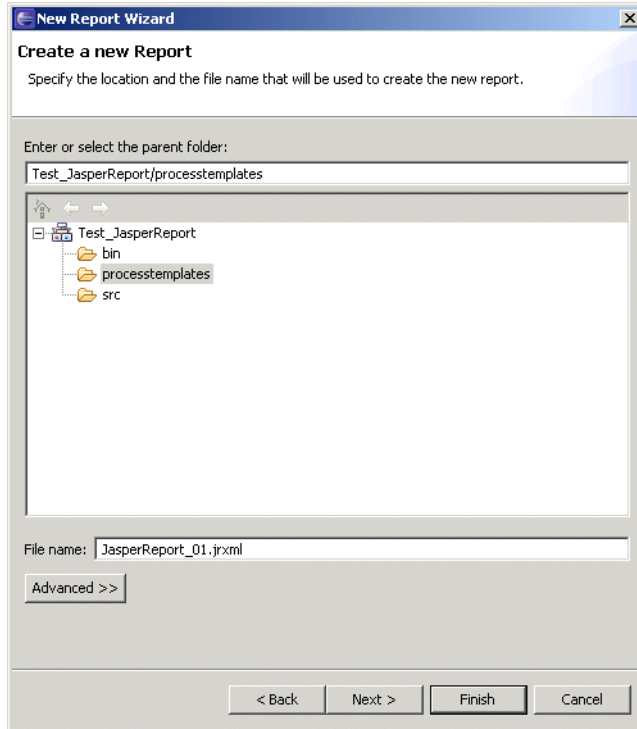 New Report Wizard
Create a new Report
Specify the location and the file name that will be used to create the new report.
Enter or select the parent folder:
Test_JasperReport/processtemplates
Test_JasperReport
bin
processtemplates
src
File name: JasperReport_01.jrxml
Advanced >>
< Back Next > Finish Cancel